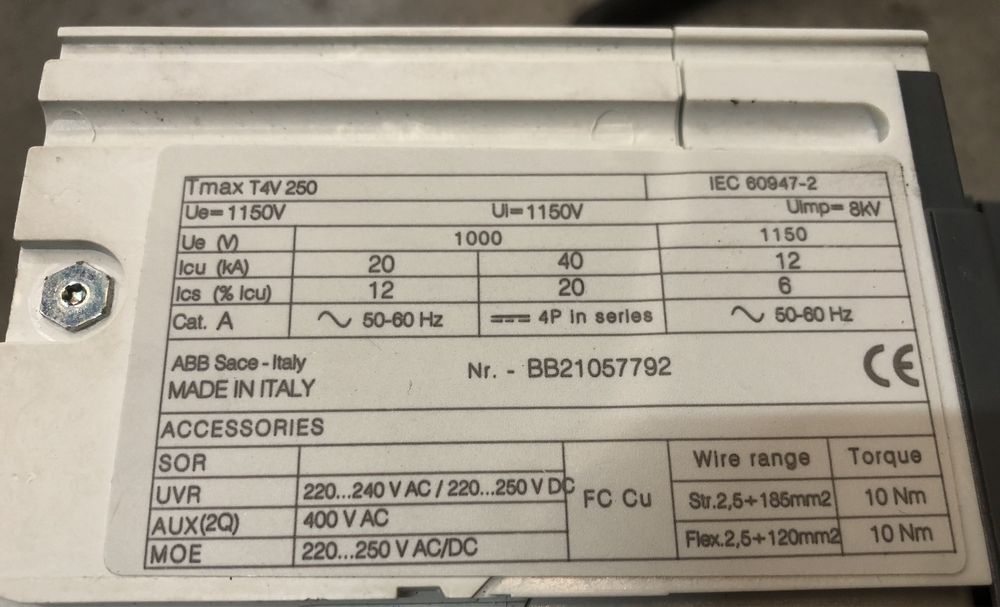 Tmax T4V 250 IEC 60947-2
Ue= 1150V Ui=1150V Uimp= 8kV
Ue (V) 1000 1150
Icu (kA) 20 40 12
Ics (% Icu) 12 20 6
Cat. A ~ 50-60 Hz ⎓ 4P in series ~ 50-60 Hz
ABB Sace - Italy
MADE IN ITALY
Nr. - BB21057792
CE
ACCESSORIES
SOR
UVR 220...240 V AC / 220...250 V DC
AUX(2Q) 400 V AC
MOE 220...250 V AC/DC
FC Cu
Wire range Torque
Str.2,5÷185mm2 10 Nm
Flex.2,5÷120mm2 10 Nm